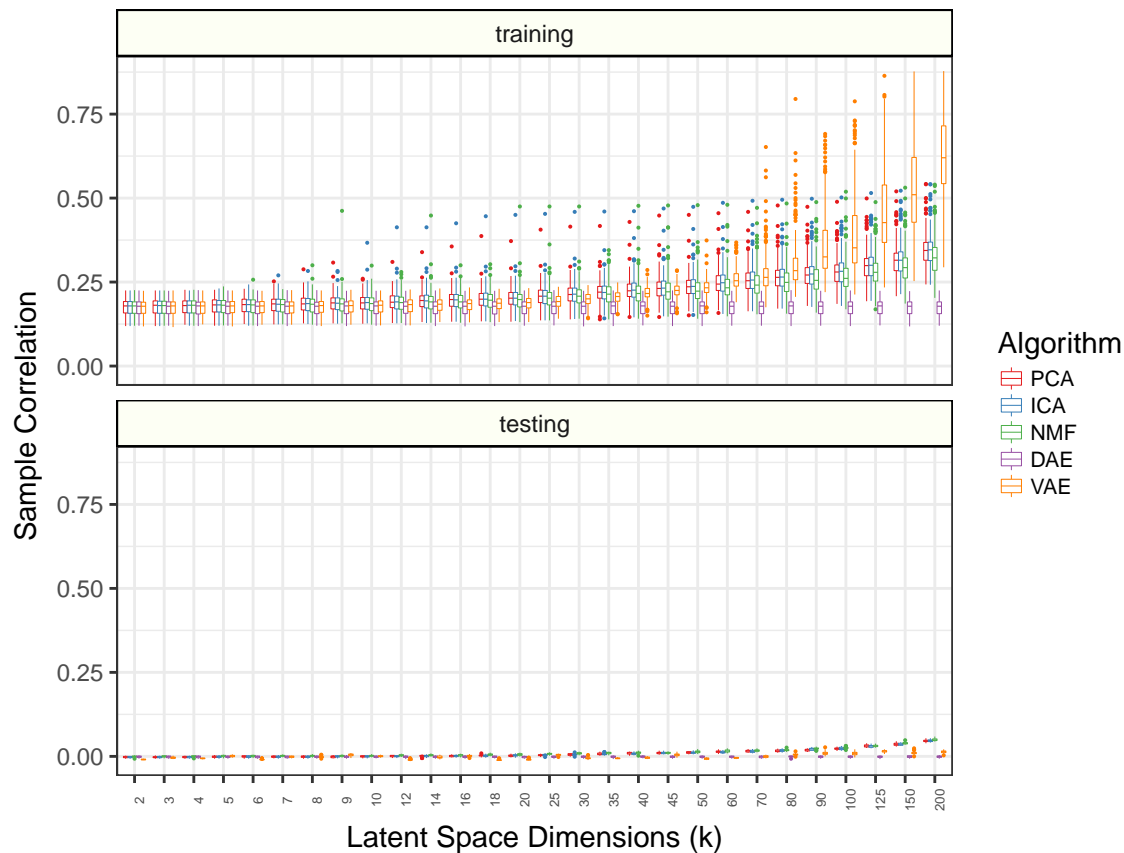 training
0.75
0.50
0.25
0.00
testing
0.75
0.50
0.25
0.00
Sample Correlation
2 3 4 5 6 7 8 9 10 12 14 16 18 20 25 30 35 40 45 50 60 70 80 90 100 125 150 200
Latent Space Dimensions (k)
Algorithm
PCA
ICA
NMF
DAE
VAE